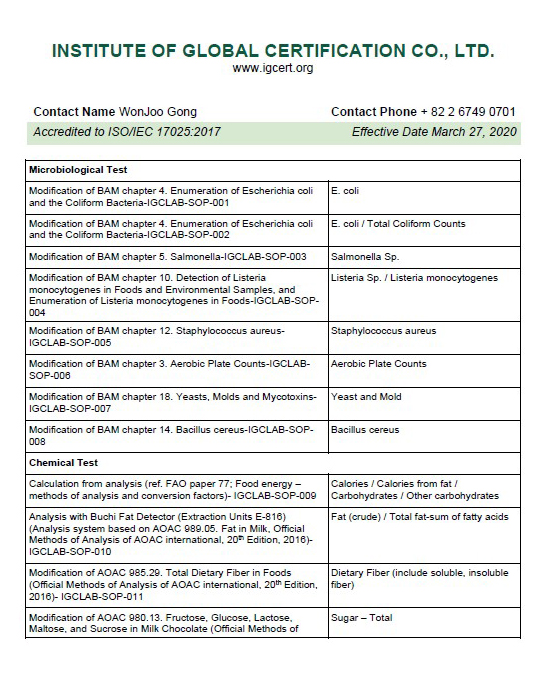 INSTITUTE OF GLOBAL CERTIFICATION CO., LTD.
www.igcert.org
Contact Name WonJoo Gong Contact Phone + 82 2 6749 0701
Accredited to ISO/IEC 17025:2017 Effective Date March 27, 2020
Microbiological Test
Modification of BAM chapter 4. Enumeration of Escherichia coli
and the Coliform Bacteria-IGCLAB-SOP-001
E. coli
Modification of BAM chapter 4. Enumeration of Escherichia coli
and the Coliform Bacteria-IGCLAB-SOP-002
E. coli / Total Coliform Counts
Modification of BAM chapter 5. Salmonella-IGCLAB-SOP-003
Salmonella Sp.
Modification of BAM chapter 10. Detection of Listeria
monocytogenes in Foods and Environmental Samples, and
Enumeration of Listeria monocytogenes in Foods-IGCLAB-SOP-
004
Listeria Sp. / Listeria monocytogenes
Modification of BAM chapter 12. Staphylococcus aureus-
IGCLAB-SOP-005
Staphylococcus aureus
Modification of BAM chapter 3. Aerobic Plate Counts-IGCLAB-
SOP-006
Aerobic Plate Counts
Modification of BAM chapter 18. Yeasts, Molds and Mycotoxins-
IGCLAB-SOP-007
Yeast and Mold
Modification of BAM chapter 14. Bacillus cereus-IGCLAB-SOP-
008
Bacillus cereus
Chemical Test
Calculation from analysis (ref. FAO paper 77; Food energy –
methods of analysis and conversion factors)- IGCLAB-SOP-009
Calories / Calories from fat /
Carbohydrates / Other carbohydrates
Analysis with Buchi Fat Detector (Extraction Units E-816)
(Analysis system based on AOAC 989.05. Fat in Milk, Official
Methods of Analysis of AOAC international, 20th Edition, 2016)-
IGCLAB-SOP-010
Fat (crude) / Total fat-sum of fatty acids
Modification of AOAC 985.29. Total Dietary Fiber in Foods
(Official Methods of Analysis of AOAC international, 20th Edition,
2016)- IGCLAB-SOP-011
Dietary Fiber (include soluble, insoluble
fiber)
Modification of AOAC 980.13. Fructose, Glucose, Lactose,
Maltose, and Sucrose in Milk Chocolate (Official Methods of
Sugar – Total